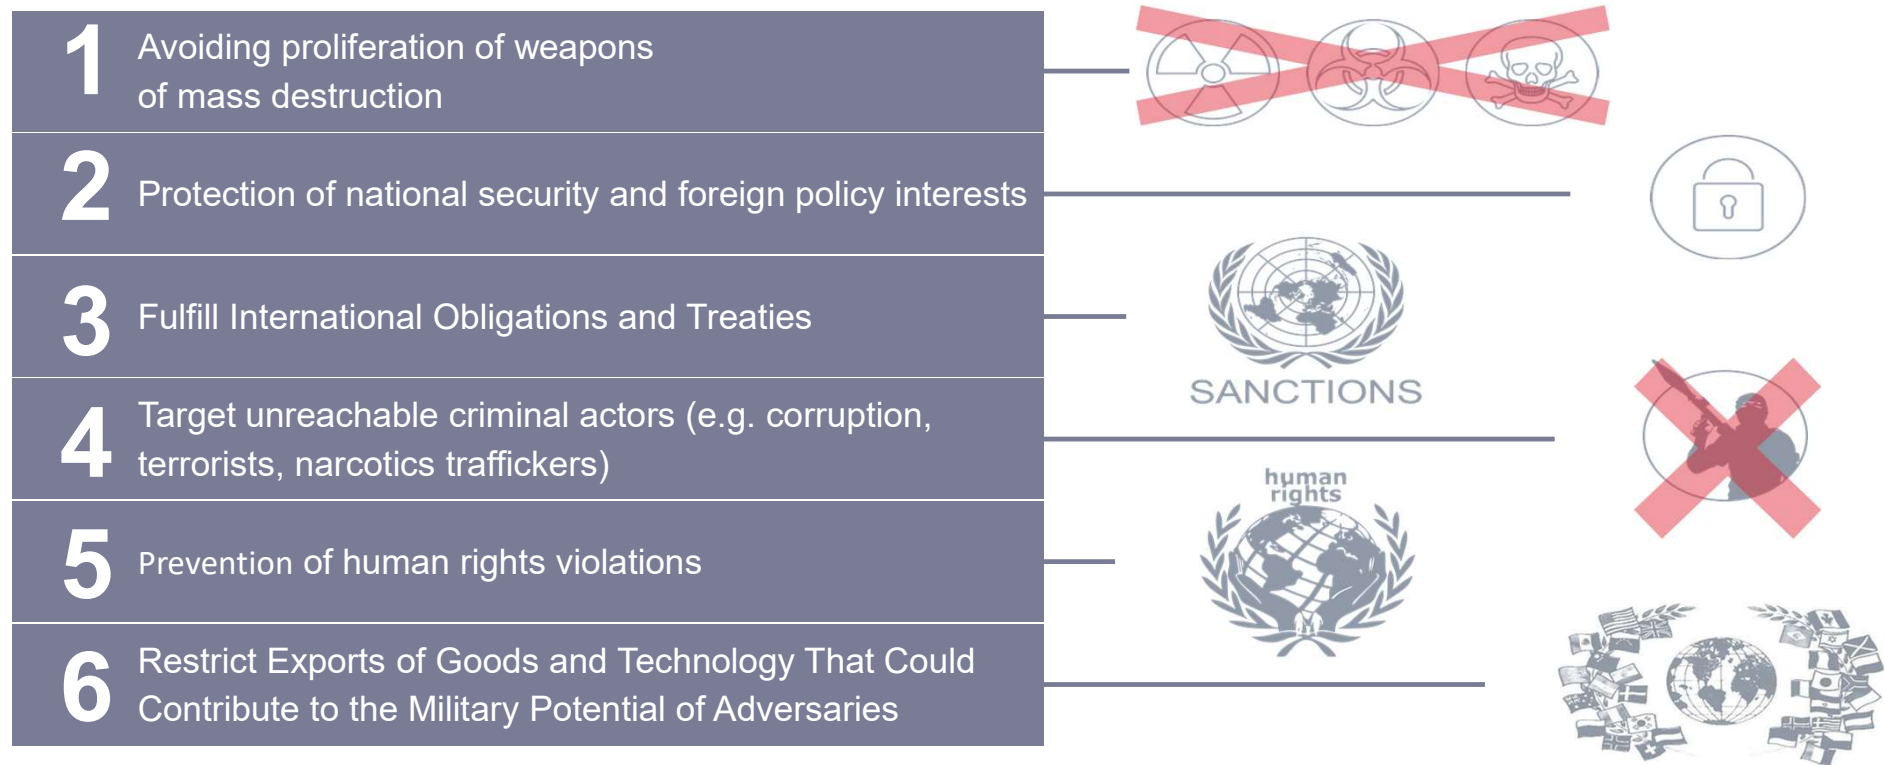 1
Avoiding proliferation of weapons
of mass destruction
2
Protection of national security and foreign policy interests
3
Fulfill International Obligations and Treaties
SANCTIONS
4
Target unreachable criminal actors (e.g. corruption,
terrorists, narcotics traffickers)
human
rights
5
Prevention of human rights violations
6
Restrict Exports of Goods and Technology That Could
Contribute to the Military Potential of Adversaries